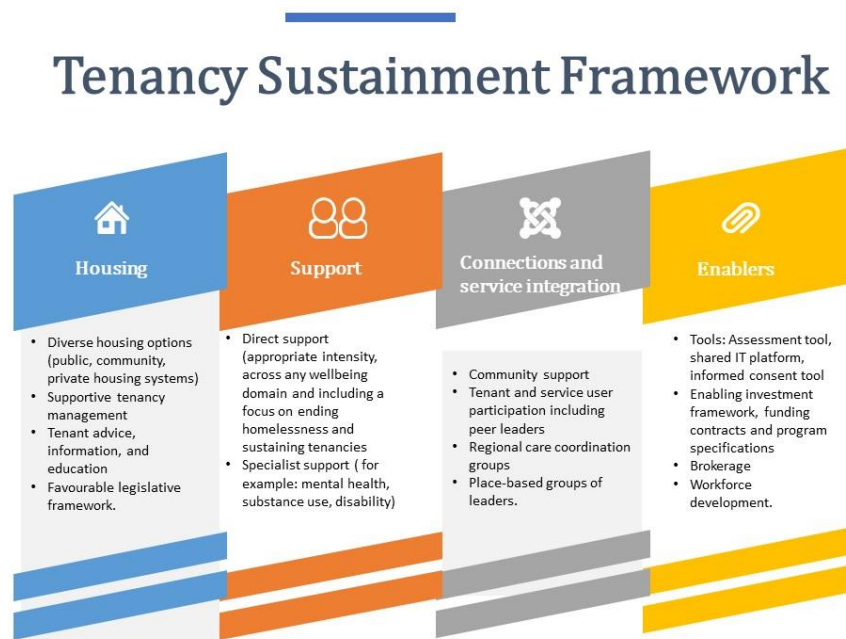 Tenancy Sustainment Framework
Housing
• Diverse housing options
(public, community,
private housing systems)
• Supportive tenancy
management
• Tenant advice,
information, and
education
• Favourable legislative
framework.
Support
• Direct support
(appropriate intensity,
across any wellbeing
domain and including a
focus on ending
homelessness and
sustaining tenancies
• Specialist support ( for
example: mental health,
substance use, disability)
Connections and
service integration
• Community support
• Tenant and service user
participation including
peer leaders
• Regional care coordination
groups
• Place-based groups of
leaders.
Enablers
• Tools: Assessment tool,
shared IT platform,
informed consent tool
• Enabling investment
framework, funding
contracts and program
specifications
• Brokerage
• Workforce
development.